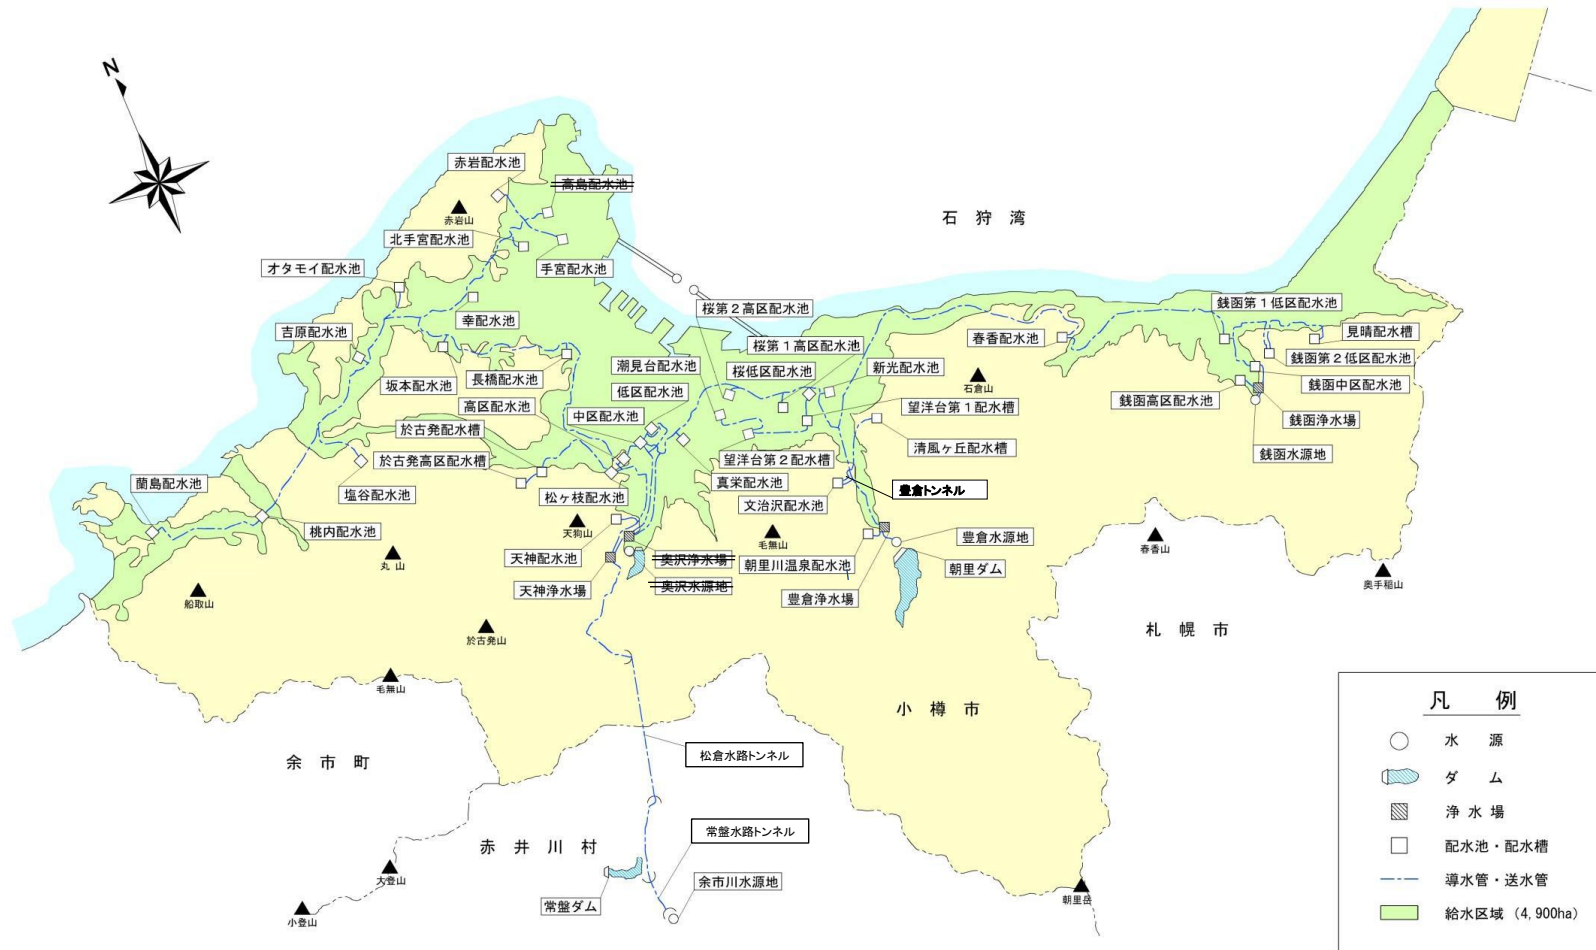 N
赤岩配水池
高島配水池
赤岩山
石狩湾
北手宮配水池
手宮配水池
オタモイ配水池
桜第2高区配水池
銭函第1低区配水池
幸配水池
吉原配水池
桜第1高区配水池
春香配水池
見晴配水槽
潮見台配水池
桜低区配水池
新光配水池
銭函第2低区配水池
坂本配水池
長橋配水池
低区配水池
石倉山
銭函中区配水池
高区配水池
中区配水池
望洋台第1配水槽
銭函高区配水池
銭函浄水場
於古発配水槽
清風ヶ丘配水槽
銭函水源地
於古発高区配水槽
望洋台第2配水槽
蘭島配水池
塩谷配水池
松ヶ枝配水池
真栄配水池
豊倉トンネル
文治沢配水池
桃内配水池
天狗山
毛無山
豊倉水源地
春香山
丸山
天神配水池
奥沢浄水場
朝里川温泉配水池
朝里ダム
奥手稲山
船取山
天神浄水場
奥沢水源地
豊倉浄水場
於古発山
札幌市
毛無山
小樽市
余市町
松倉水路トンネル
常盤水路トンネル
赤井川村
大登山
余市川水源地
常盤ダム
小登山
朝里岳
凡例
水源
ダム
浄水場
配水池・配水槽
導水管・送水管
給水区域 (4,900ha)